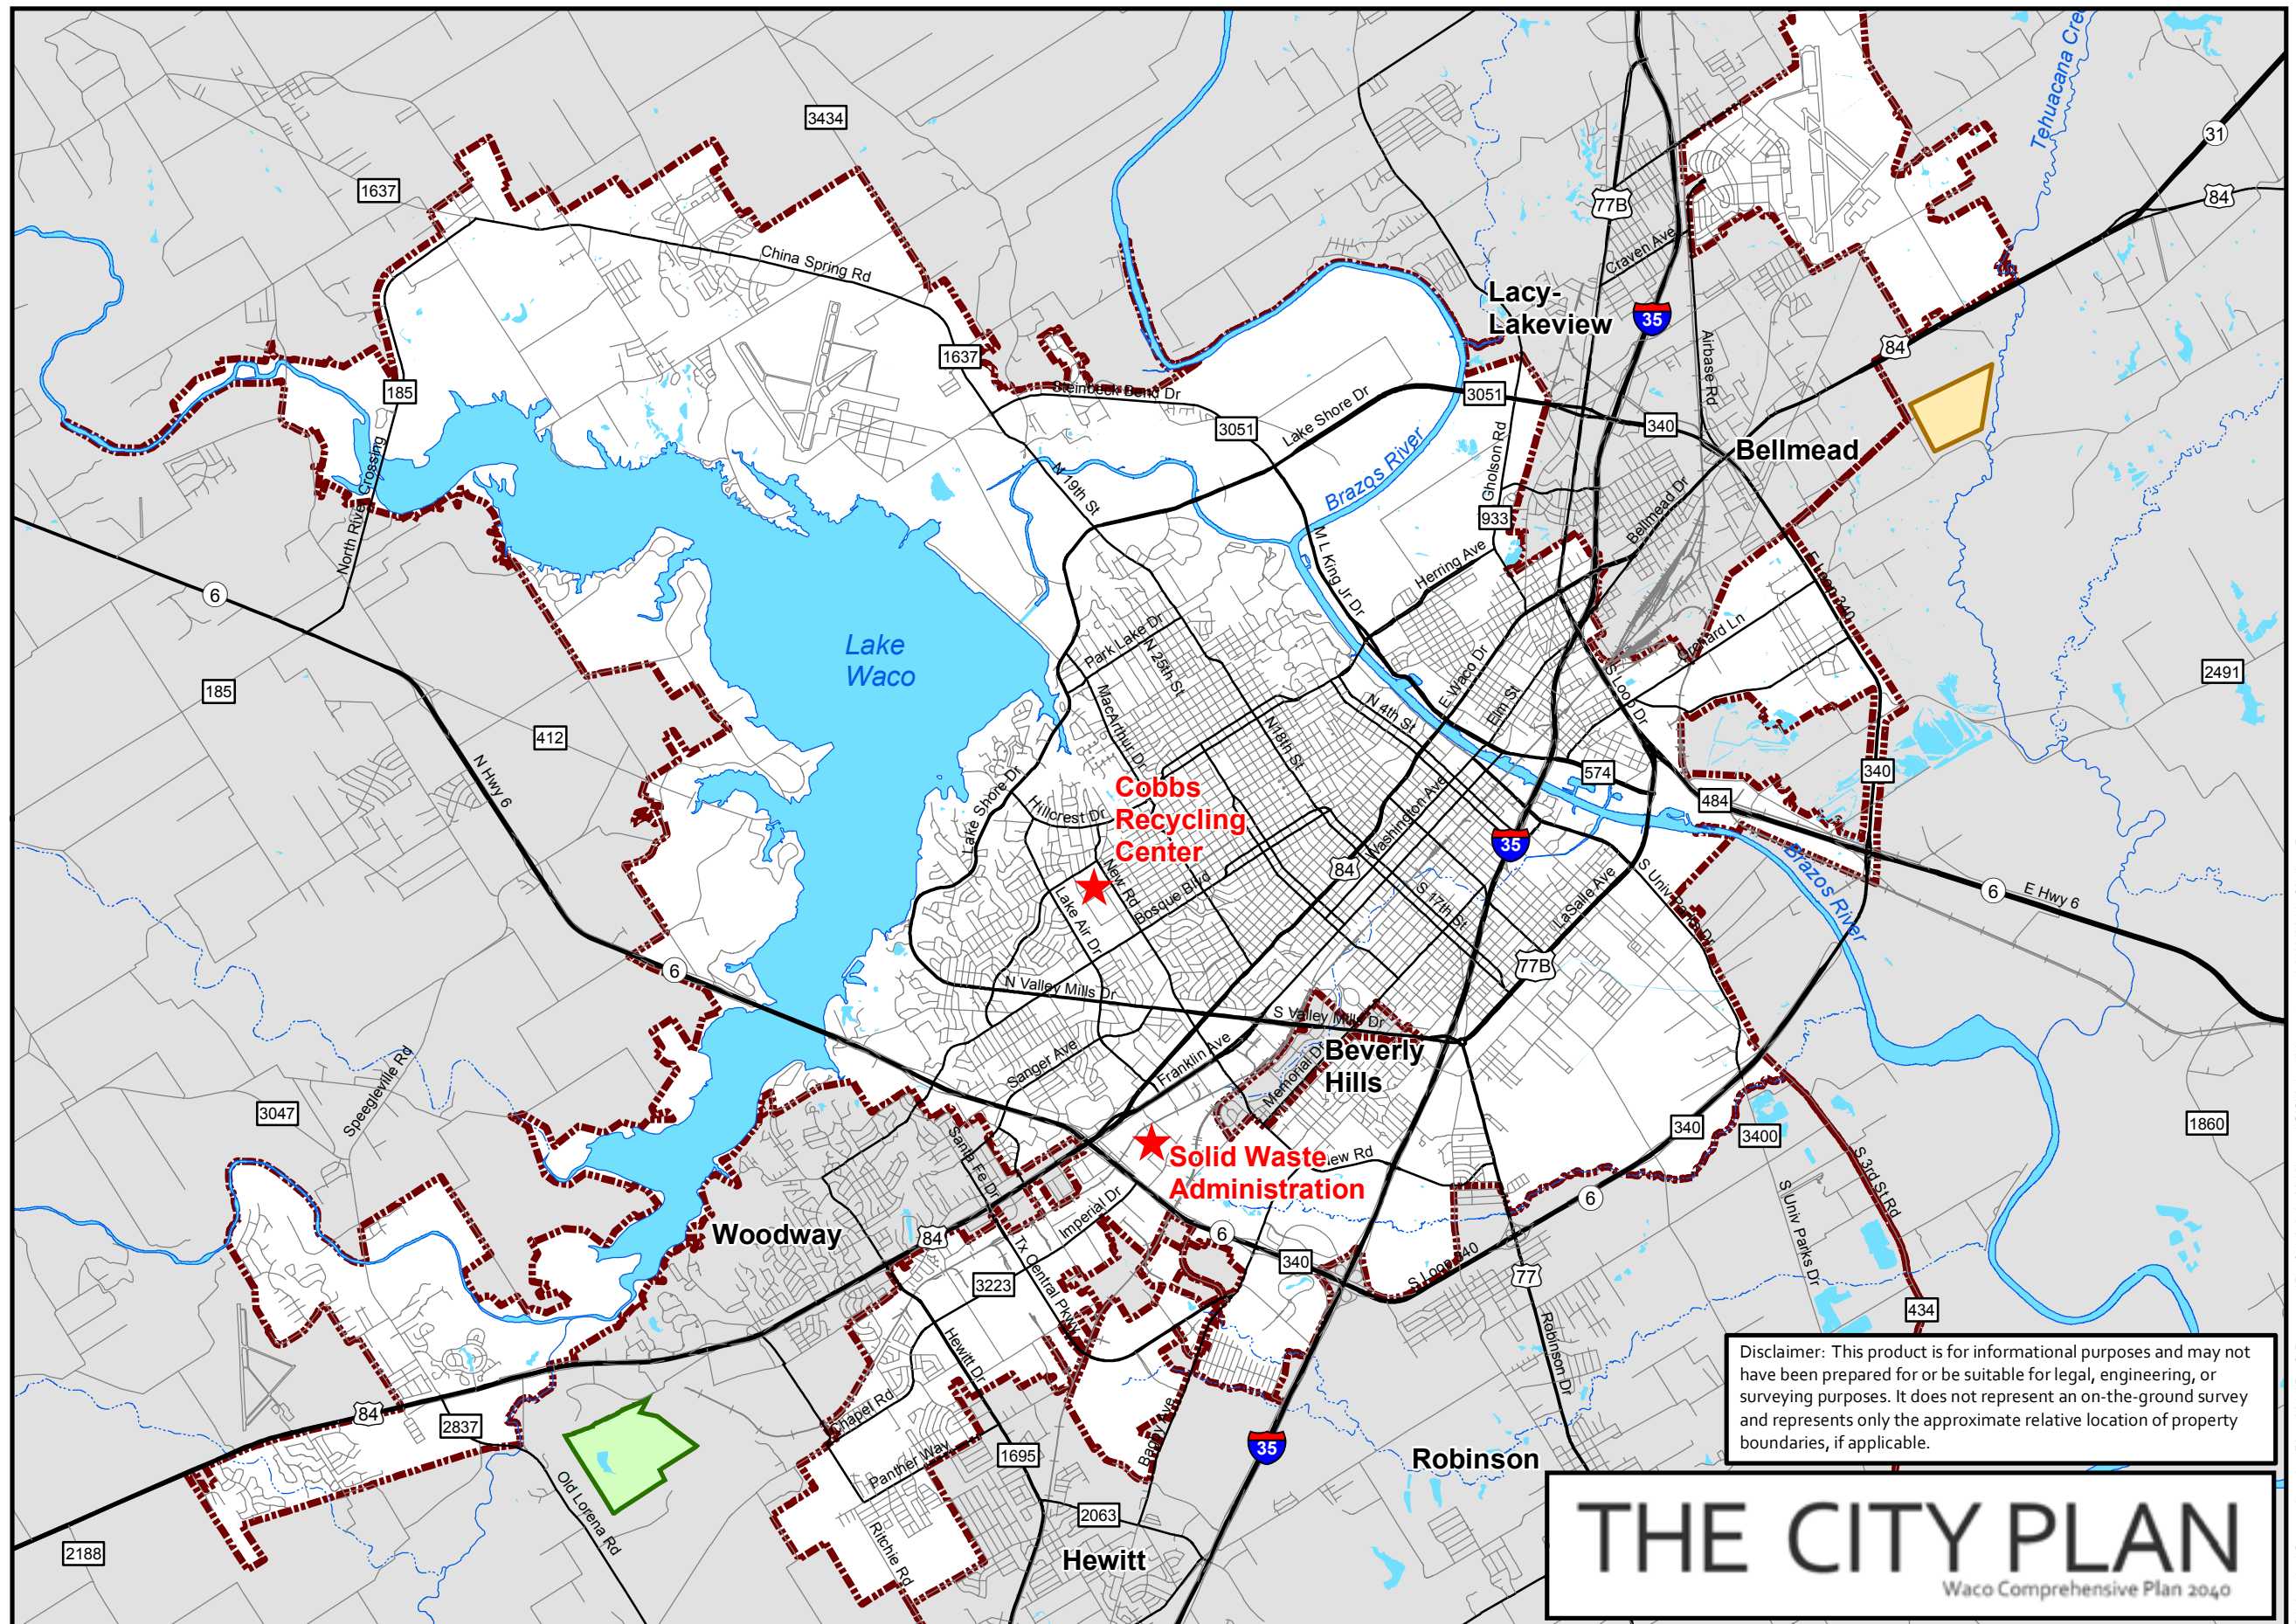 3434
31
Tehuacana Cree
1637
84
77B
China Spring Rd
Craven Ave
Lacy-
Lakeview
35
Airbase Rd
84
1637
185
Steinbeck Bend Dr
3051
3051
Lake Shore Dr
340
Bellmead
Gholson Rd
Brazos River
North River Crossing
N 19th St
933
Bellmead Dr
M L King Jr Dr
Herring Ave
E Loop 340
6
Lake
Waco
Park Lake Dr
N 25th St
Orchard Ln
S Loop Dr
2491
185
E Waco Dr
MacArthur Dr
N 4th St
Elm St
N 18th St
412
N Hwy 6
574
340
Cobbs
Recycling
Center
Lake Shore Dr
Hillcrest Dr
484
Washington Ave
35
84
New Rd
Bosque Blvd
Lake Air Dr
S 17th St
LaSalle Ave
S Univ Parks Dr
Brazos River
6
E Hwy 6
77B
6
N Valley Mills Dr
S Valley Mills Dr
Beverly
Hills
Memorial Dr
Sanger Ave
Franklin Ave
Speegleville Rd
3047
340
3400
1860
Santa Fe Dr
Solid Waste
Administration
New Rd
S 3rd St Rd
S Univ Parks Dr
Woodway
84
Imperial Dr
6
6
340
S Loop 340
77
3223
Tx Central Pkwy
434
Hewitt Dr
Robinson Dr
Disclaimer: This product is for informational purposes and may not
have been prepared for or be suitable for legal, engineering, or
surveying purposes. It does not represent an on-the-ground survey
and represents only the approximate relative location of property
boundaries, if applicable.
84
2837
Chapel Rd
Bagby Ave
Panther Way
1695
35
Robinson
Old Lorena Rd
2063
Ritchie Rd
2188
Hewitt
THE CITY PLAN
Waco Comprehensive Plan 2040